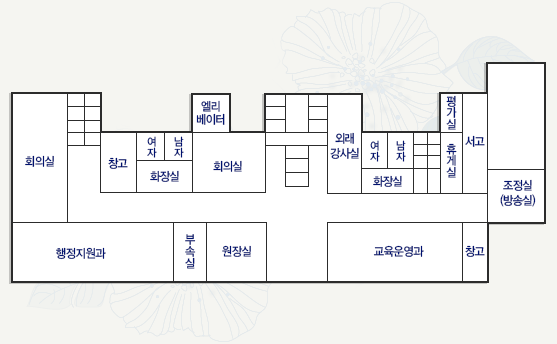 엘리
베이터
평
가
실
회의실
창고
여
자
남
자
화장실
회의실
외래
강사실
여
자
남
자
화장실
휴
게
실
서고
조정실
(방송실)
행정지원과
부
속
실
원장실
교육운영과
창고